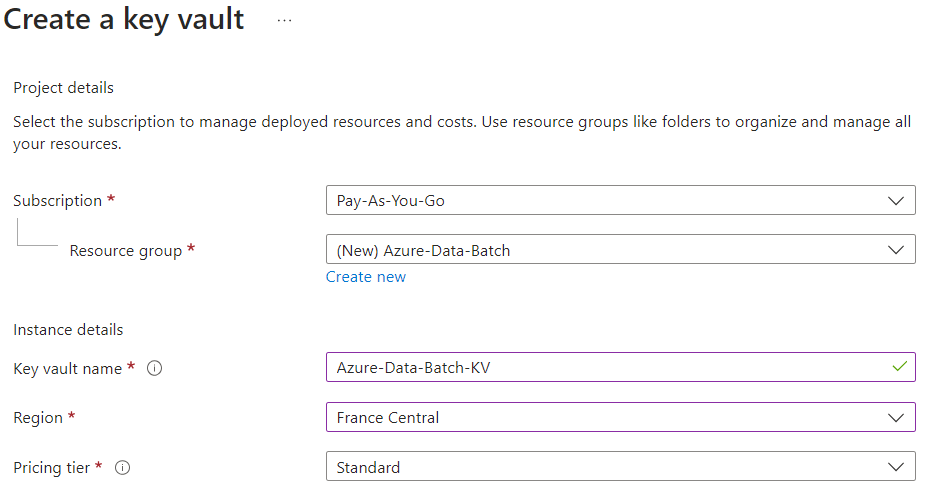 Create a key vault ...
Project details
Select the subscription to manage deployed resources and costs. Use resource groups like folders to organize and manage all
your resources.
Subscription * Pay-As-You-Go
Resource group * (New) Azure-Data-Batch
Create new
Instance details
Key vault name * Azure-Data-Batch-KV
Region * France Central
Pricing tier * Standard